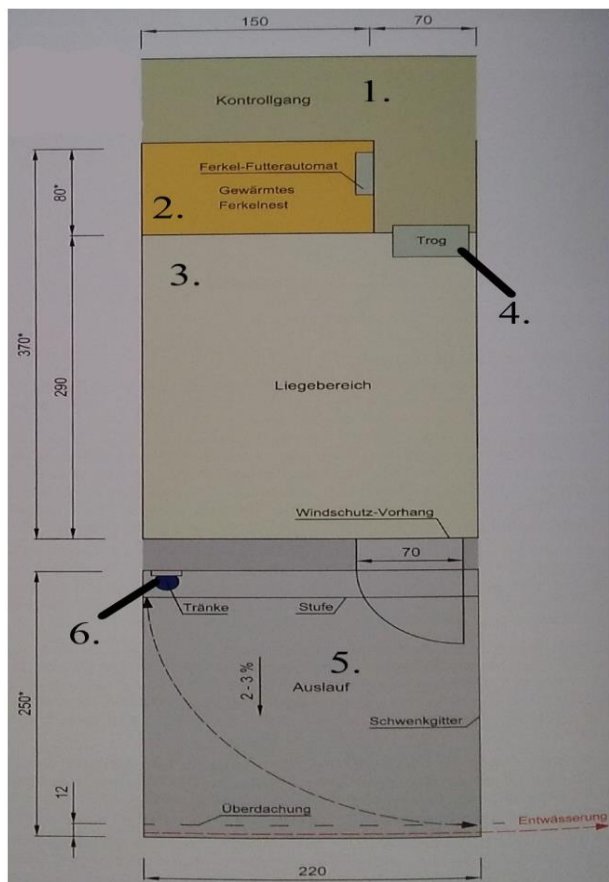 150
70
Kontrollgang
1.
Ferkel-Futterautomat
Gewärmtes
Ferkelnest
2.
80*
Trog
3.
4.
370*
290
Liegebereich
Windschutz-Vorhang
70
Tränke
Stufe
6.
5.
2 - 3 %
Auslauf
250*
Schwenkgitter
12
Überdachung
Entwässerung
220